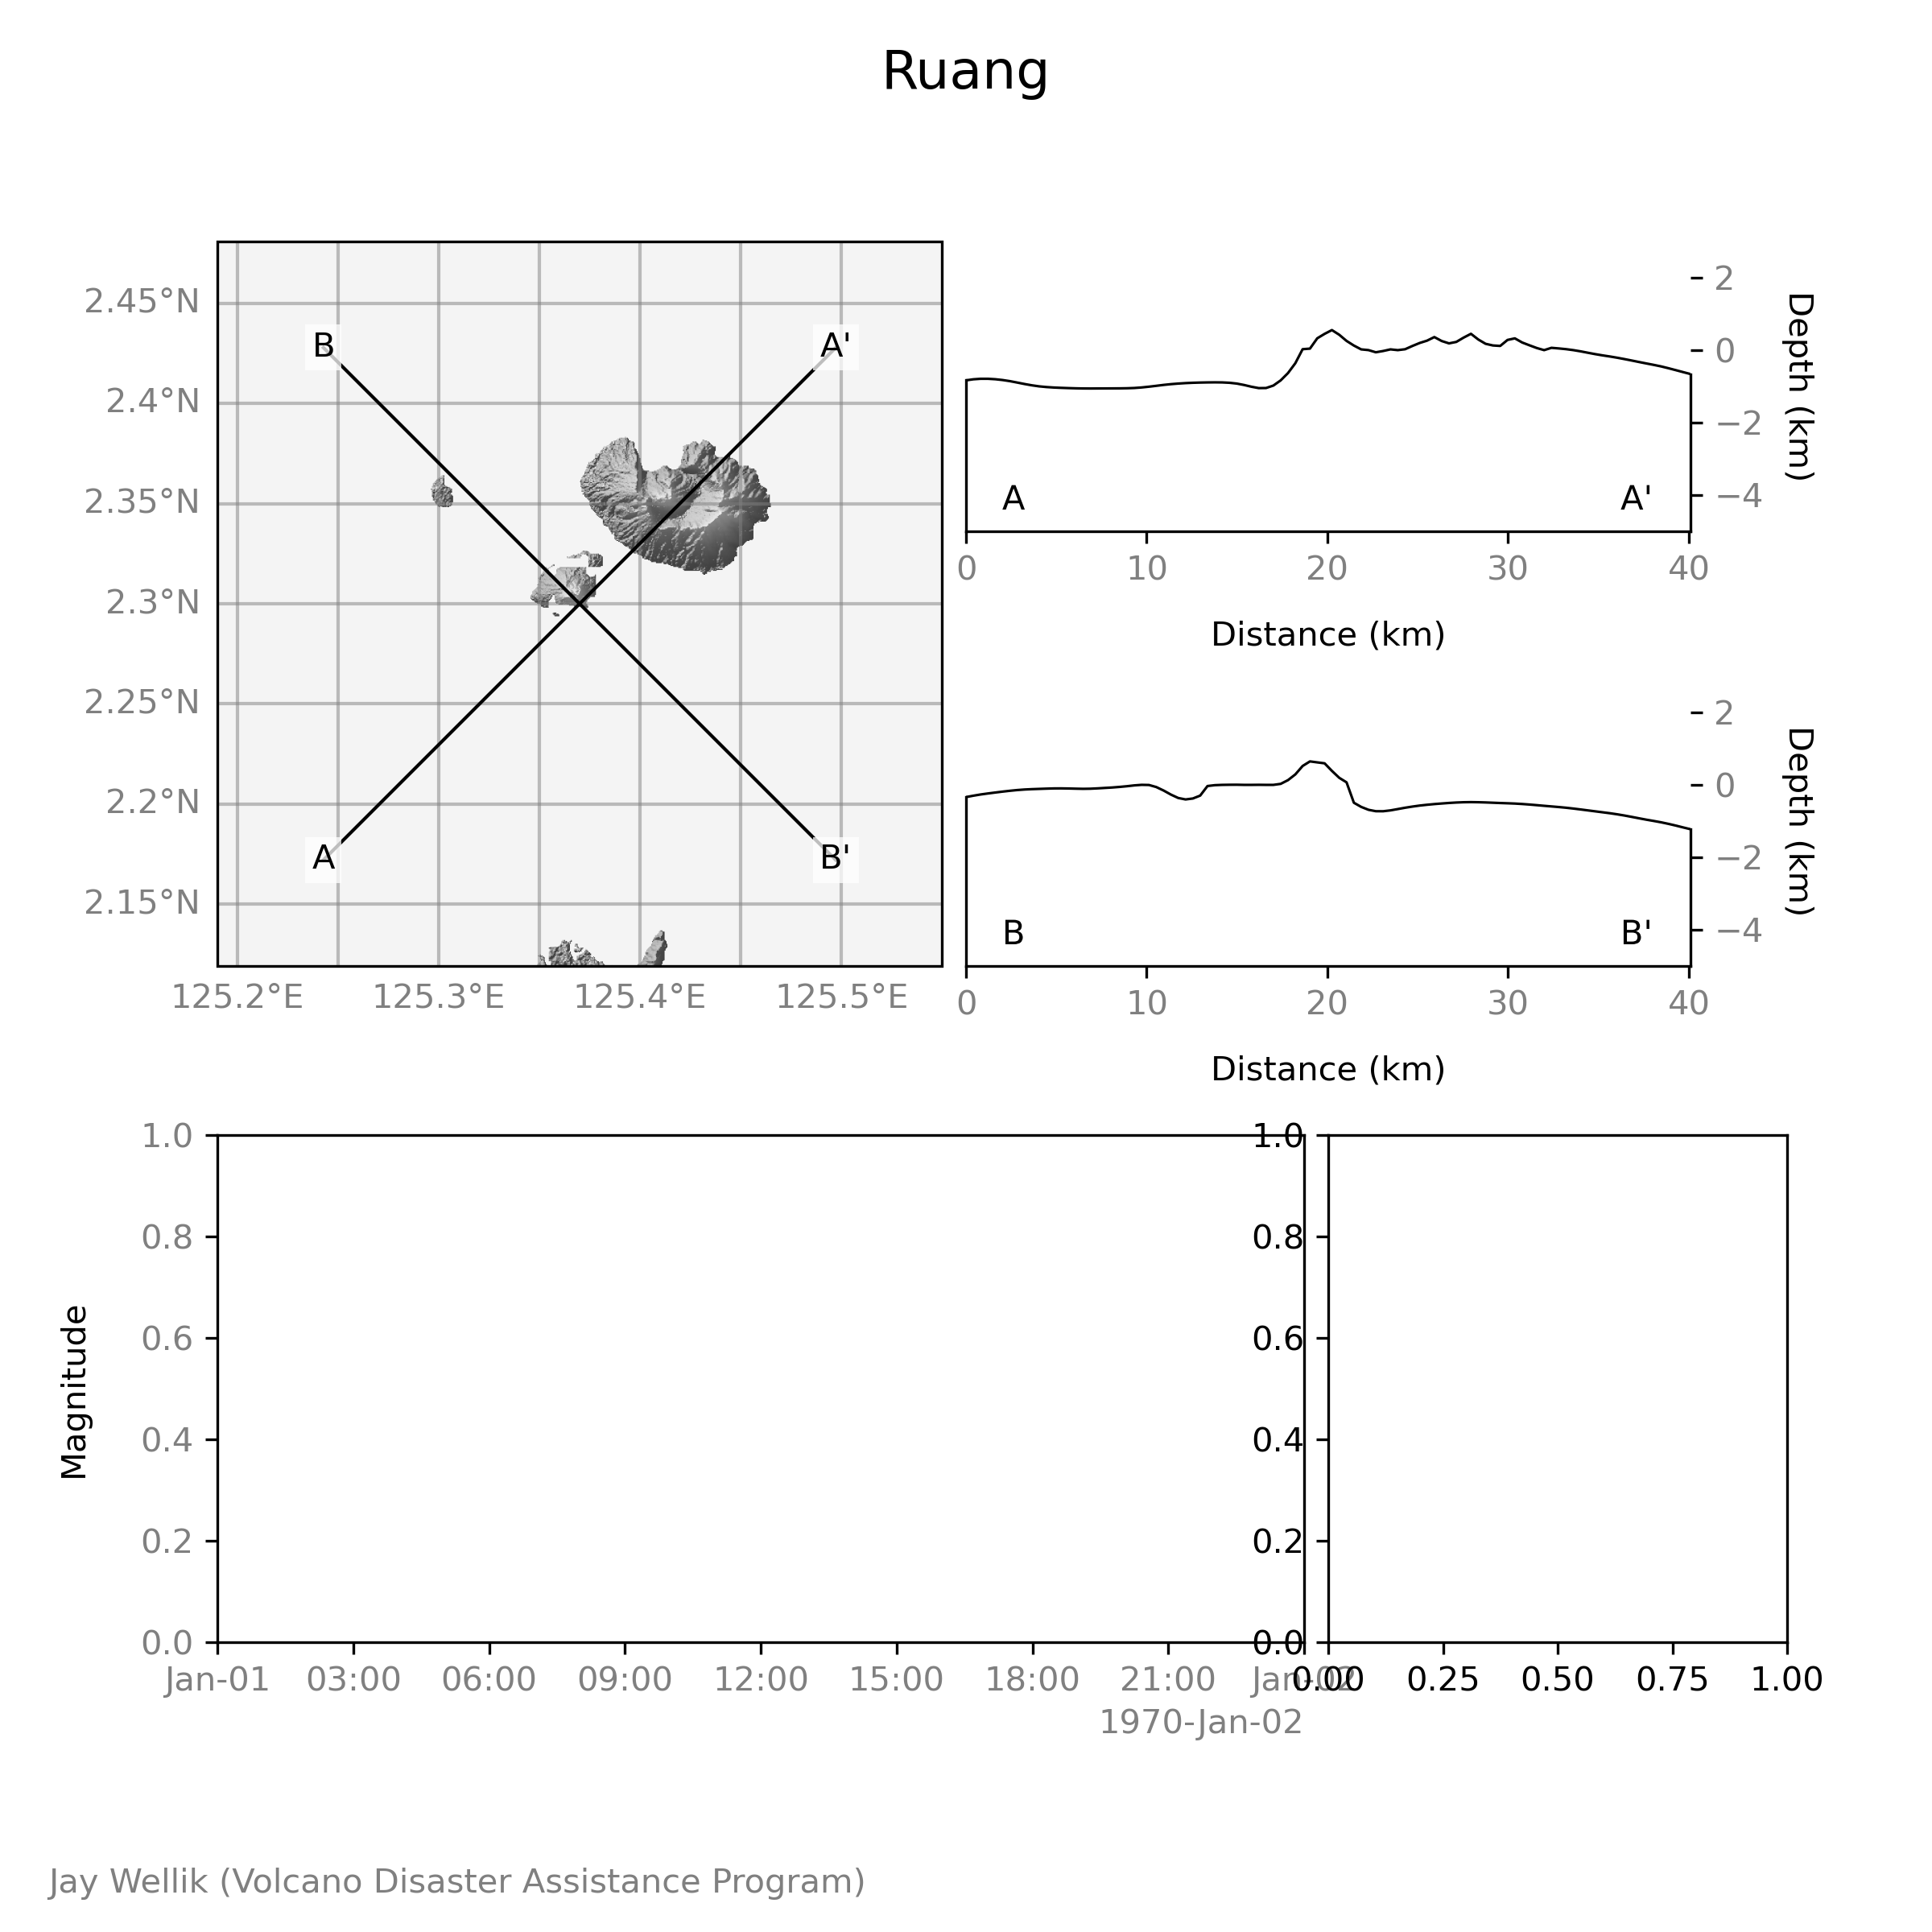 Ruang
2.45°N
2.4°N
2.35°N
2.3°N
2.25°N
2.2°N
2.15°N
B
A'
A
B'
125.2°E 125.3°E 125.4°E 125.5°E
2
0
−2
−4
Depth (km)
A A'
0 10 20 30 40
Distance (km)
2
0
−2
−4
Depth (km)
B B'
0 10 20 30 40
Distance (km)
1.0
0.8
0.6
0.4
0.2
0.0
Magnitude
Jan-01 03:00 06:00 09:00 12:00 15:00 18:00 21:00 Jan-02
1970-Jan-02
1.0
0.8
0.6
0.4
0.2
0.0
0.00 0.25 0.50 0.75 1.00
Jay Wellik (Volcano Disaster Assistance Program)